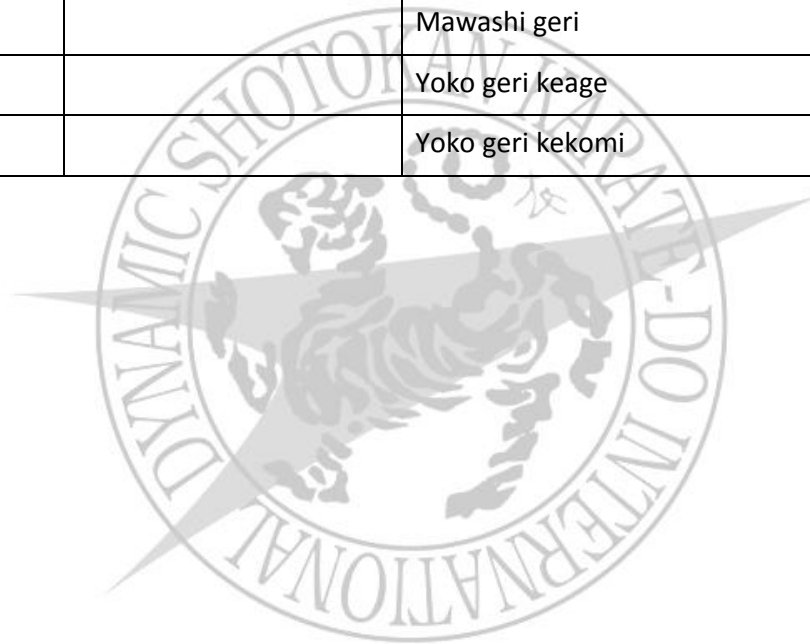 Mawashi geri
Yoko geri keage
Yoko geri kekomi
DYNAMIC SHOTOKAN KARATE-DO INTERNATIONAL